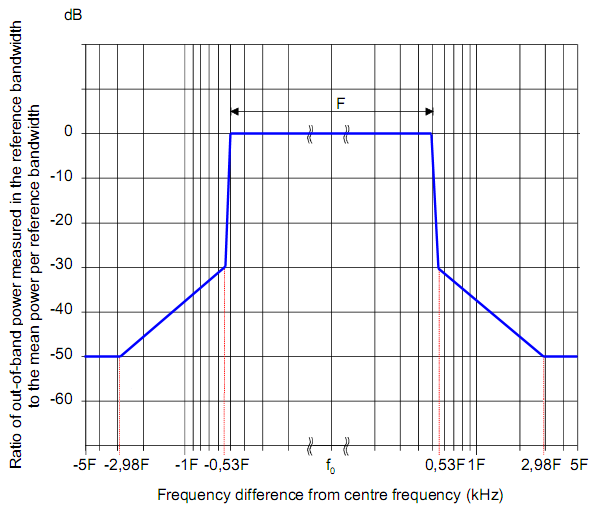 dB
Ratio of out-of-band power measured in the reference bandwidth
to the mean power per reference bandwidth
F
0
-10
-20
-30
-40
-50
-60
-5F -2,98F -1F -0,53F f₀ 0,53F 1F 2,98F 5F
Frequency difference from centre frequency (kHz)